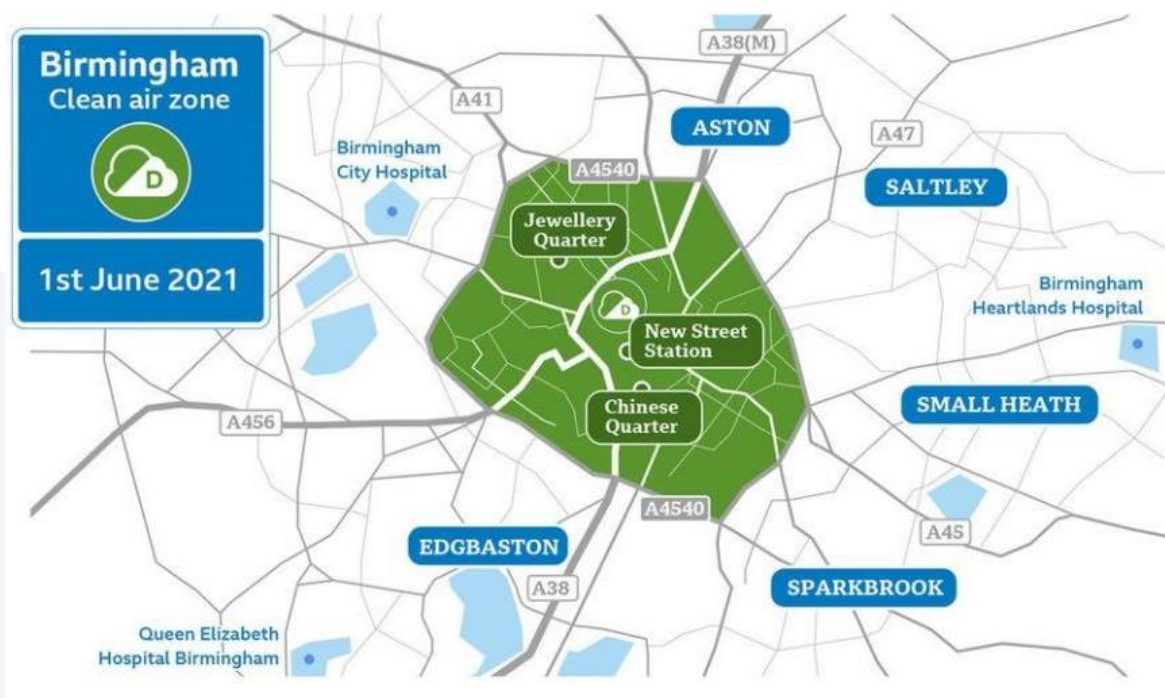 Birmingham
Clean air zone
D
1st June 2021
A38(M)
A41
ASTON
A47
Birmingham
City Hospital
A4540
SALTLEY
Jewellery
Quarter
Birmingham
Heartlands Hospital
D
New Street
Station
Chinese
Quarter
SMALL HEATH
A456
A4540
A45
EDGBASTON
A38
SPARKBROOK
Queen Elizabeth
Hospital Birmingham